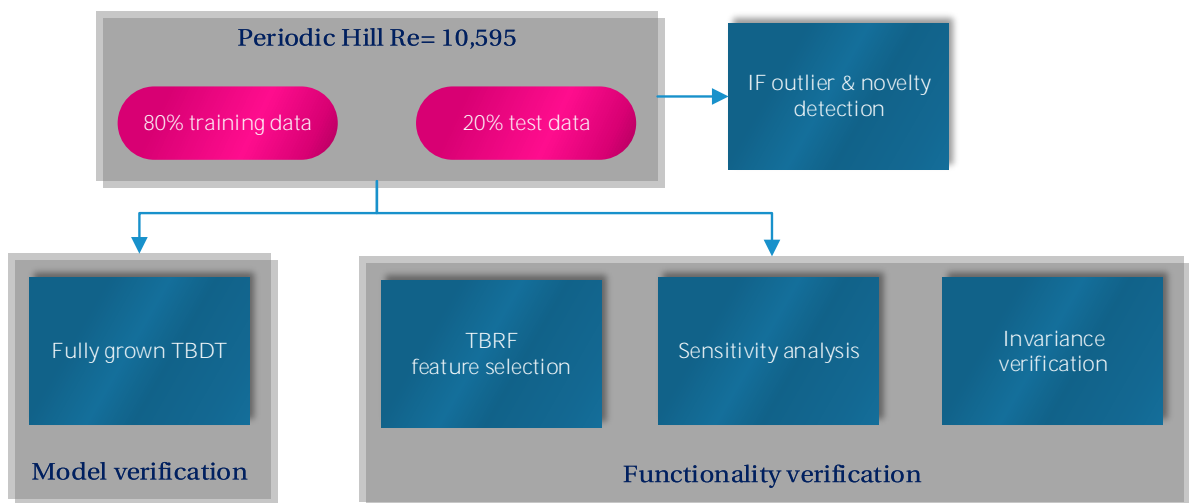 Periodic Hill Re= 10,595
80% training data
20% test data
IF outlier & novelty
detection
Fully grown TBDT
Model verification
TBRF
feature selection
Sensitivity analysis
Invariance
verification
Functionality verification